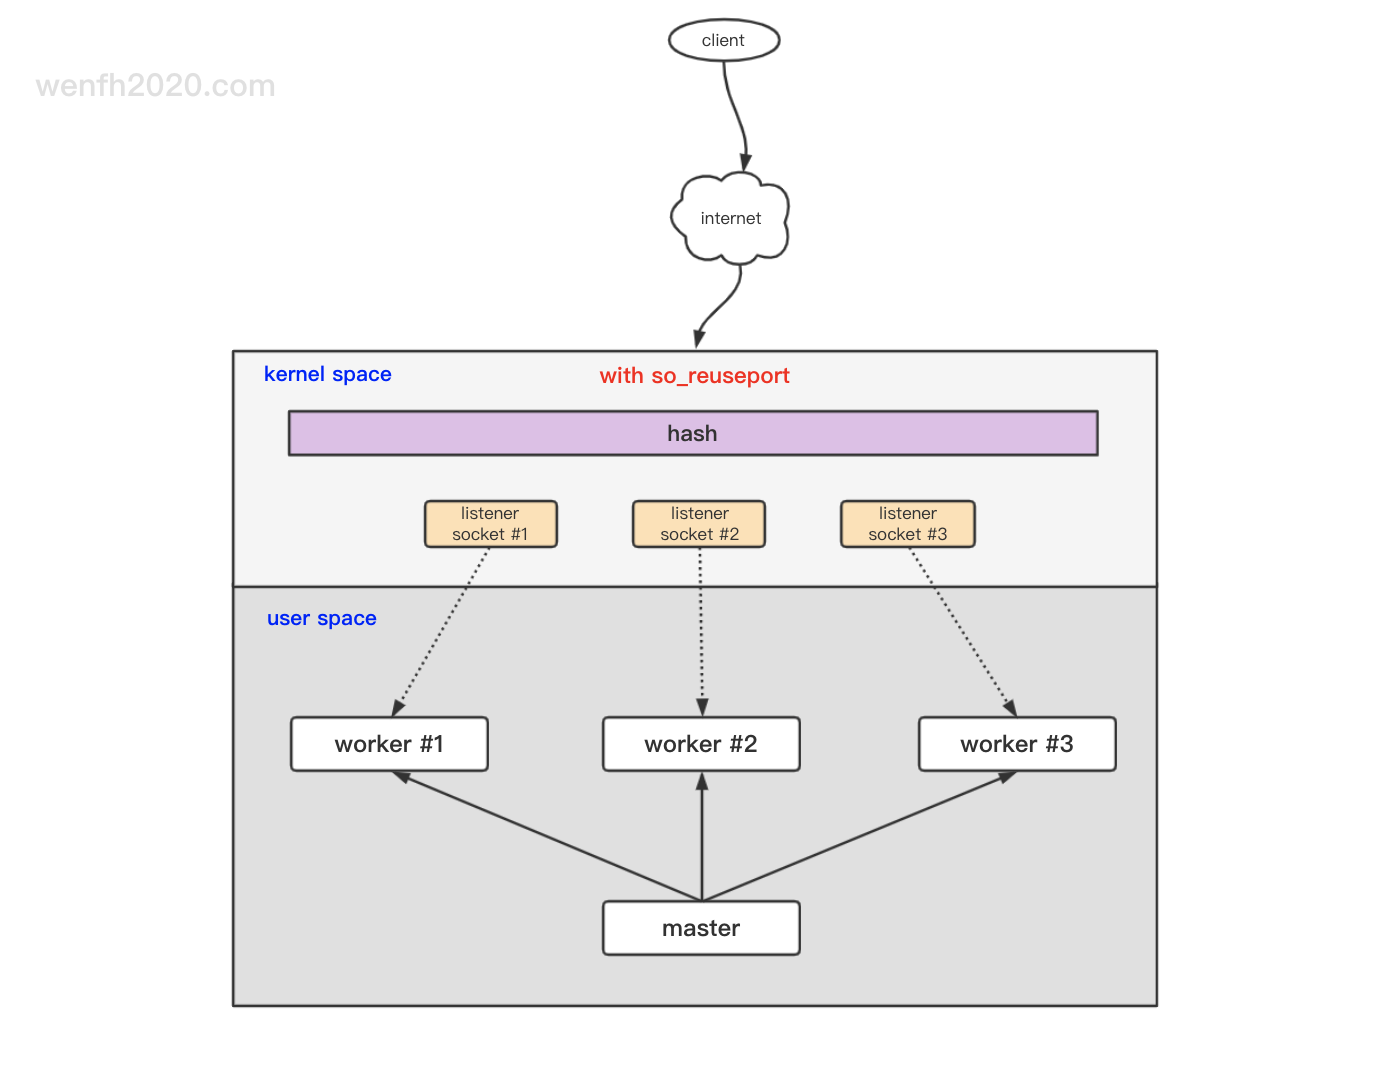 client
wenfh2020.com
internet
kernel space
with so_reuseport
hash
listener
socket #1
listener
socket #2
listener
socket #3
user space
worker #1
worker #2
worker #3
master